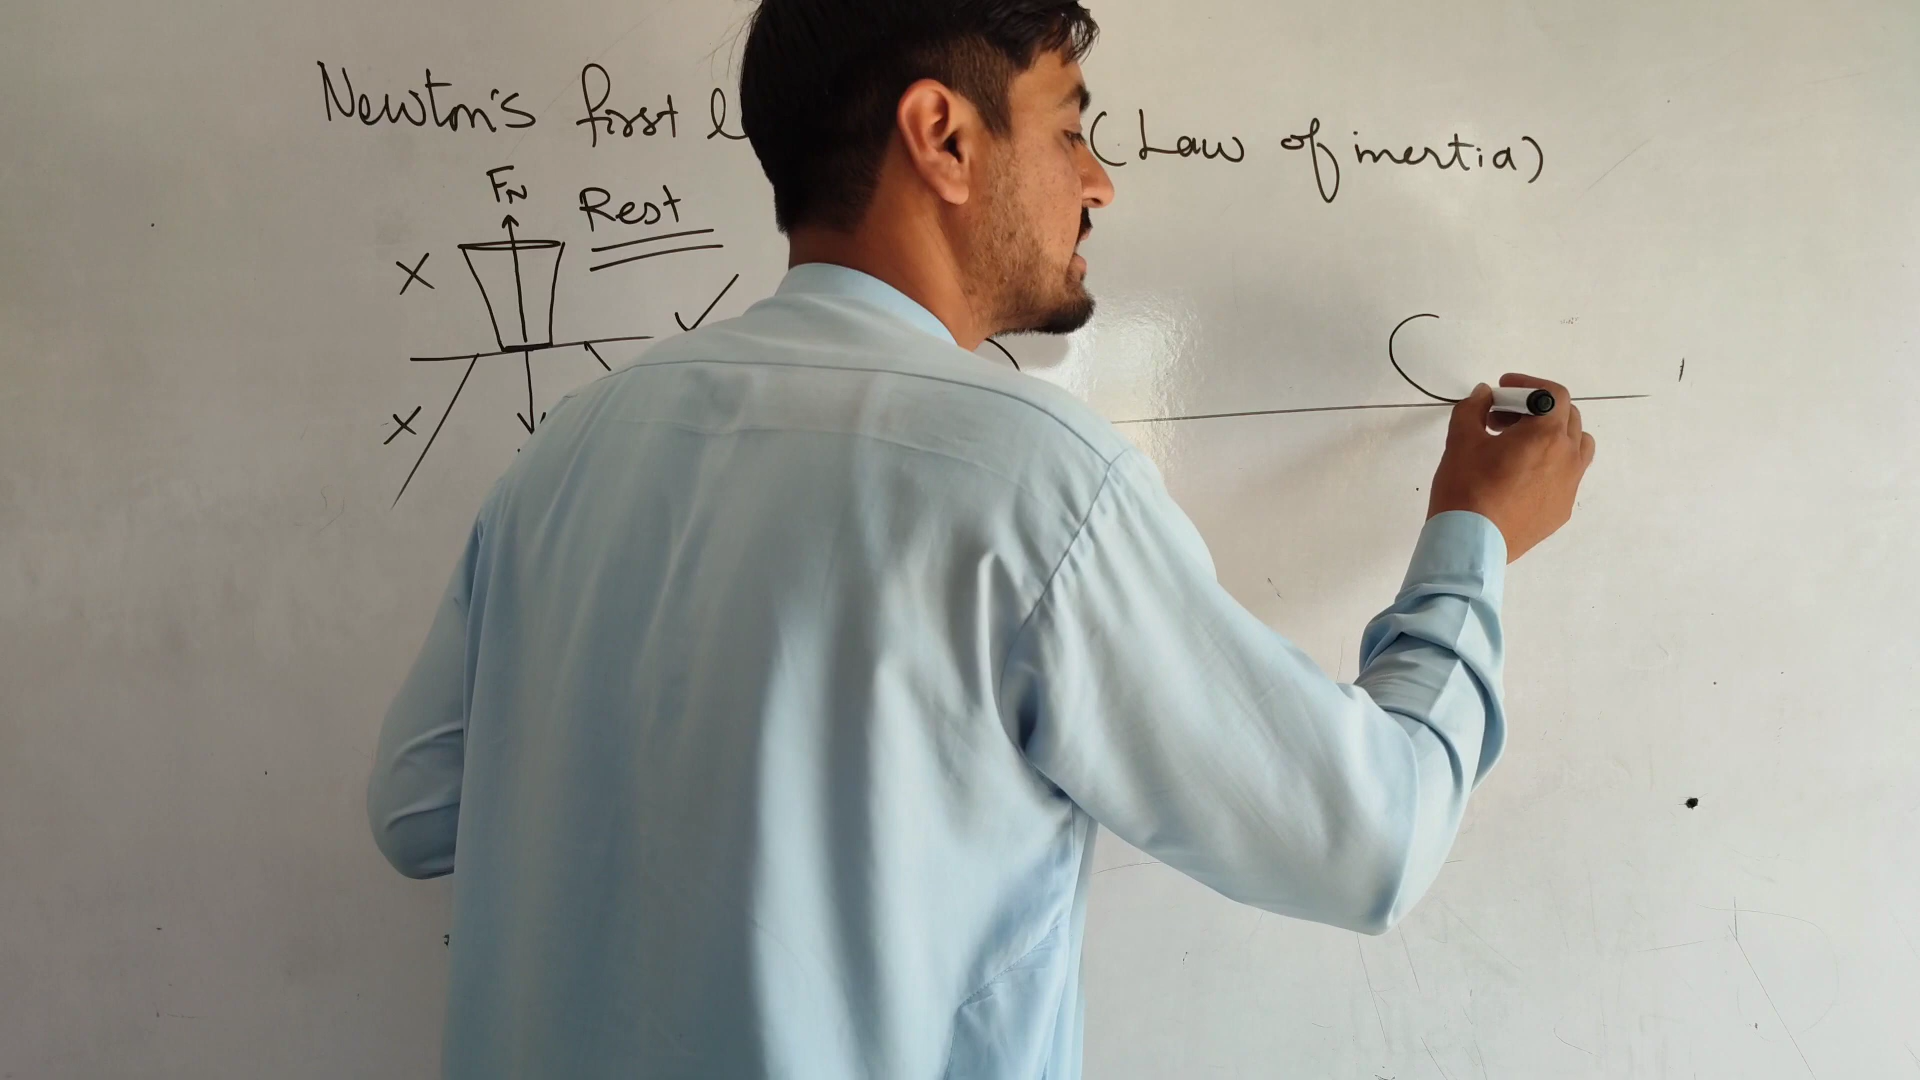 Newton's first l (Law of inertia)
FN
Rest
X
X